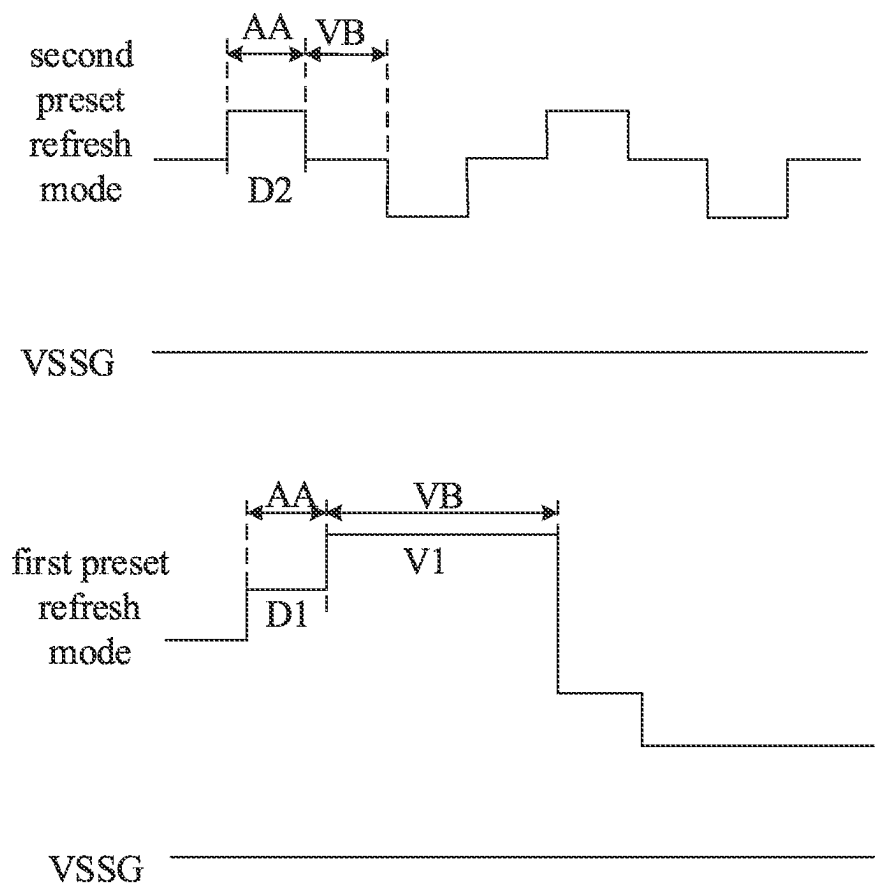 AA
VB
second
preset
refresh
mode
D2
VSSG
AA
VB
first preset
refresh
mode
V1
D1
VSSG